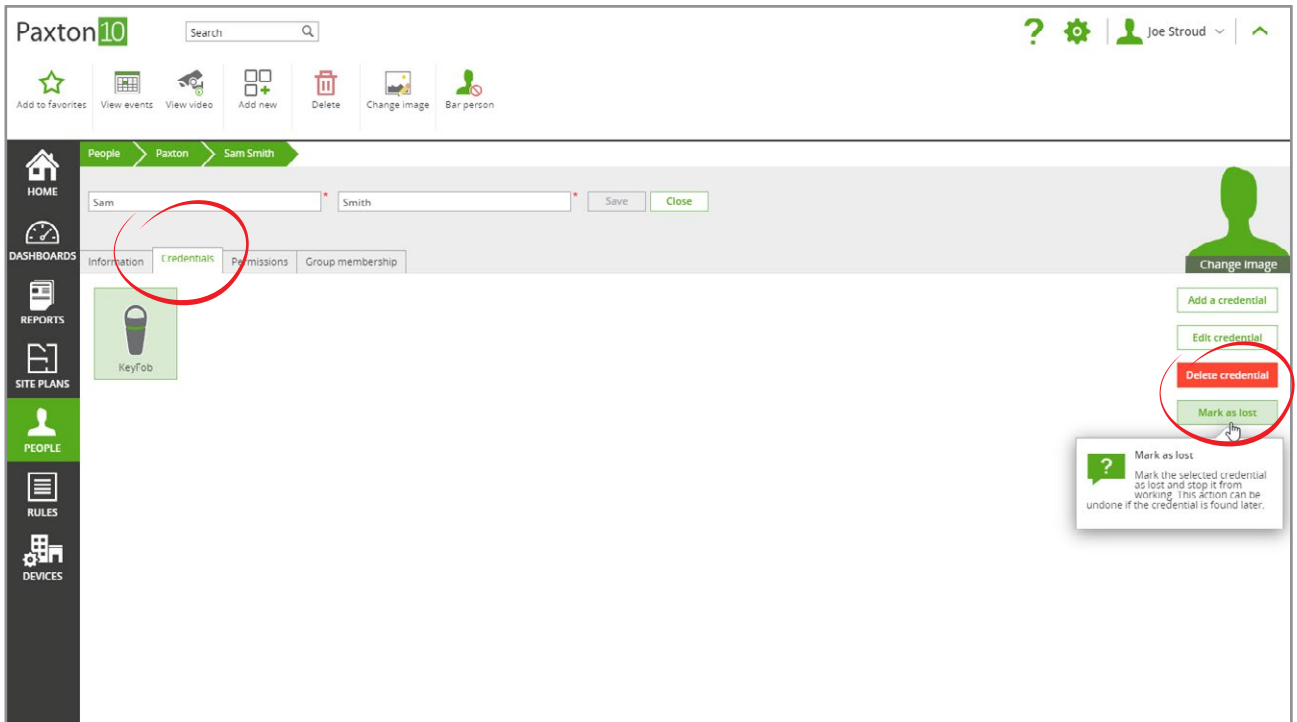 Paxton10
Search
Joe Stroud
Add to favorites
View events
View video
Add new
Delete
Change image
Bar person
HOME
DASHBOARDS
REPORTS
SITE PLANS
PEOPLE
RULES
DEVICES
People
Paxton
Sam Smith
Sam *
Smith *
Save
Close
Information
Credentials
Permissions
Group membership
Change Image
KeyFob
Add a credential
Edit credential
Delete credential
Mark as lost
Mark as lost
Mark the selected credential
as lost and stop it from
working. This action can be
undone if the credential is found later.